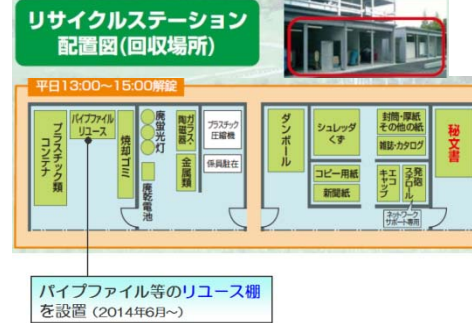 リサイクルステーション
配置図(回収場所)
平日13:00～15:00解錠
プラスチック類
コンテナ
パイプファイル
リユース
焼却ゴミ
廃蛍光灯
廃乾電池
ガラス・
陶磁器
金属類
プラスチック
圧縮機
係員駐在
ダンボール
シュレッダ
くず
コピー用紙
新聞紙
封筒・厚紙
その他の紙
雑誌・カタログ
エコ
キャップ
発砲
スチロール
ネットワーク
サポート専用
秘文書
パイプファイル等のリユース棚
を設置（2014年6月～）